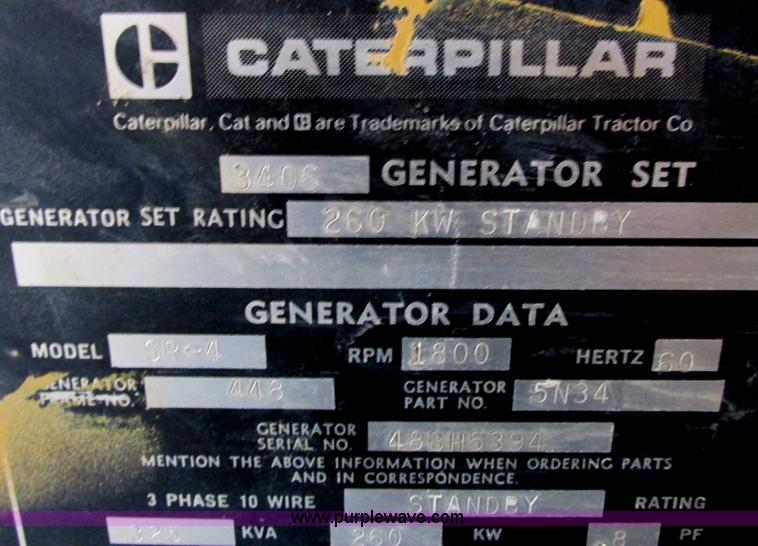 CATERPILLAR
Caterpillar, Cat and C are Trademarks of Caterpillar Tractor Co
3406 GENERATOR SET
GENERATOR SET RATING 260 KW STANDBY
GENERATOR DATA
MODEL SR-4 RPM 1800 HERTZ 60
GENERATOR FRAME NO. 448 GENERATOR PART NO. 5N34
GENERATOR SERIAL NO. 48BH5394
MENTION THE ABOVE INFORMATION WHEN ORDERING PARTS
AND IN CORRESPONDENCE.
3 PHASE 10 WIRE STANDBY RATING
www.purplewave.com
325 KVA 260 KW .8 PF